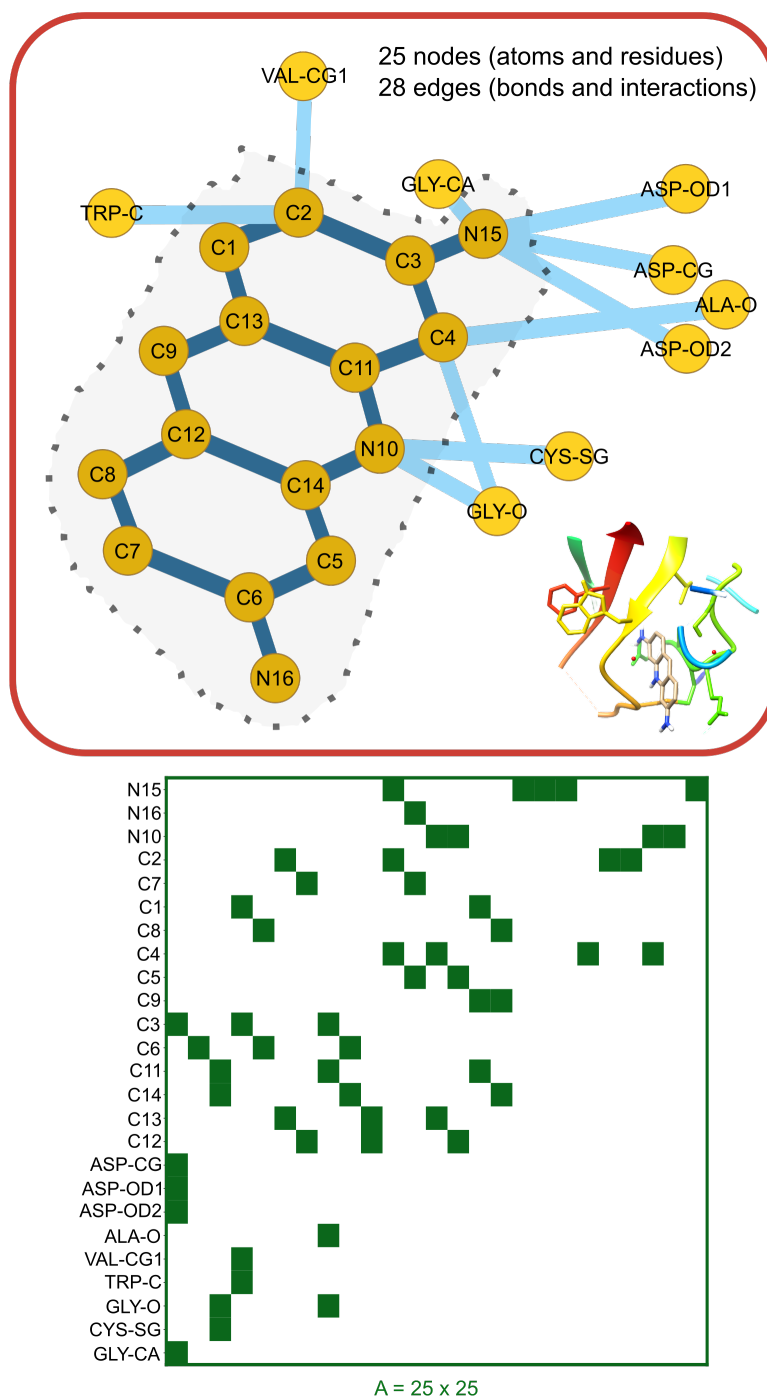 25 nodes (atoms and residues)
28 edges (bonds and interactions)
VAL-CG1
GLY-CA
ASP-OD1
TRP-C
C2
N15
C1
C3
ASP-CG
ALA-O
C13
C4
ASP-OD2
C9
C11
C12
N10
CYS-SG
C8
C14
GLY-O
C7
C5
C6
N16
N15
N16
N10
C2
C7
C1
C8
C4
C5
C9
C3
C6
C11
C14
C13
C12
ASP-CG
ASP-OD1
ASP-OD2
ALA-O
VAL-CG1
TRP-C
GLY-O
CYS-SG
GLY-CA
A = 25 x 25